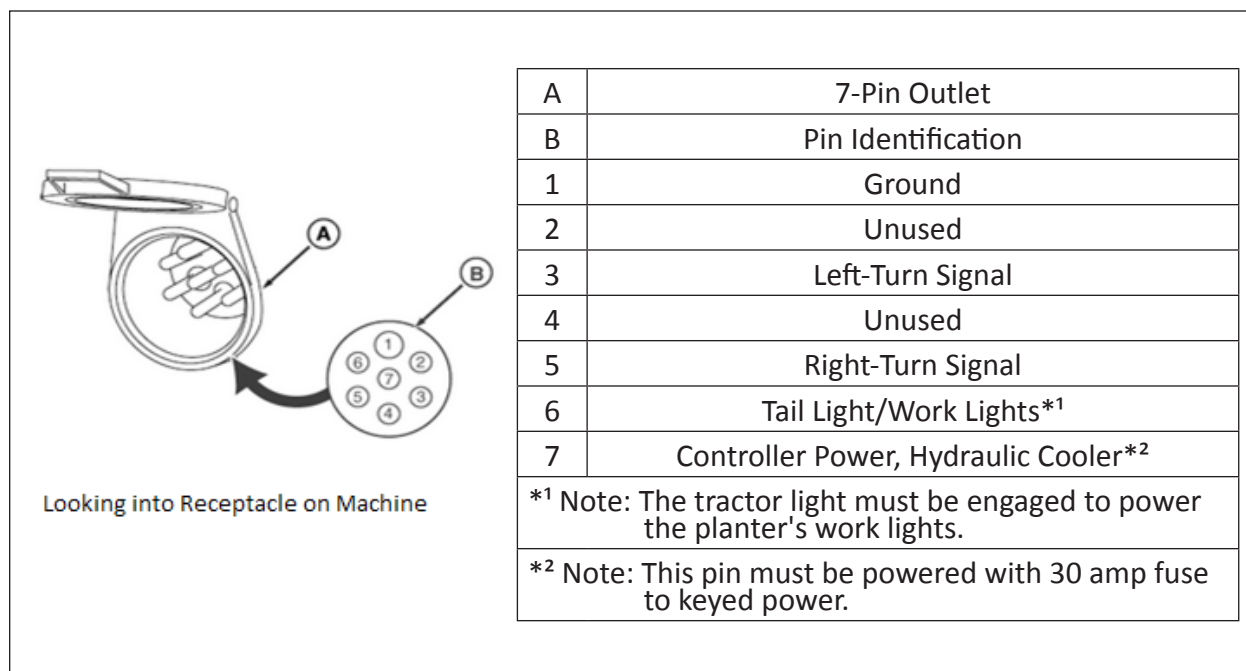 A
B
1
6
2
7
5
3
4
Looking into Receptacle on Machine
A 7-Pin Outlet
B Pin Identification
1 Ground
2 Unused
3 Left-Turn Signal
4 Unused
5 Right-Turn Signal
6 Tail Light/Work Lights*¹
7 Controller Power, Hydraulic Cooler*²
*¹ Note: The tractor light must be engaged to power
the planter's work lights.
*² Note: This pin must be powered with 30 amp fuse
to keyed power.